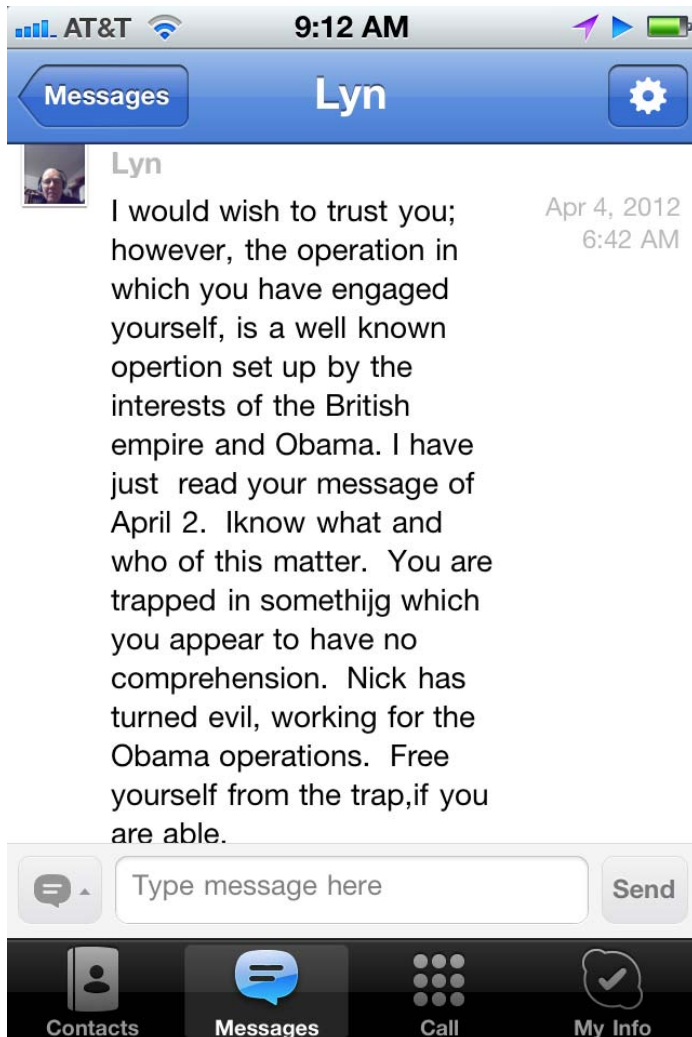 AT&T 9:12 AM
Messages Lyn
Lyn
Apr 4, 2012
6:42 AM
I would wish to trust you;
however, the operation in
which you have engaged
yourself, is a well known
opertion set up by the
interests of the British
empire and Obama. I have
just  read your message of
April 2.  Iknow what and
who of this matter.  You are
trapped in somethijg which
you appear to have no
comprehension.  Nick has
turned evil, working for the
Obama operations.  Free
yourself from the trap,if you
are able.
Type message here Send
Contacts Messages Call My Info